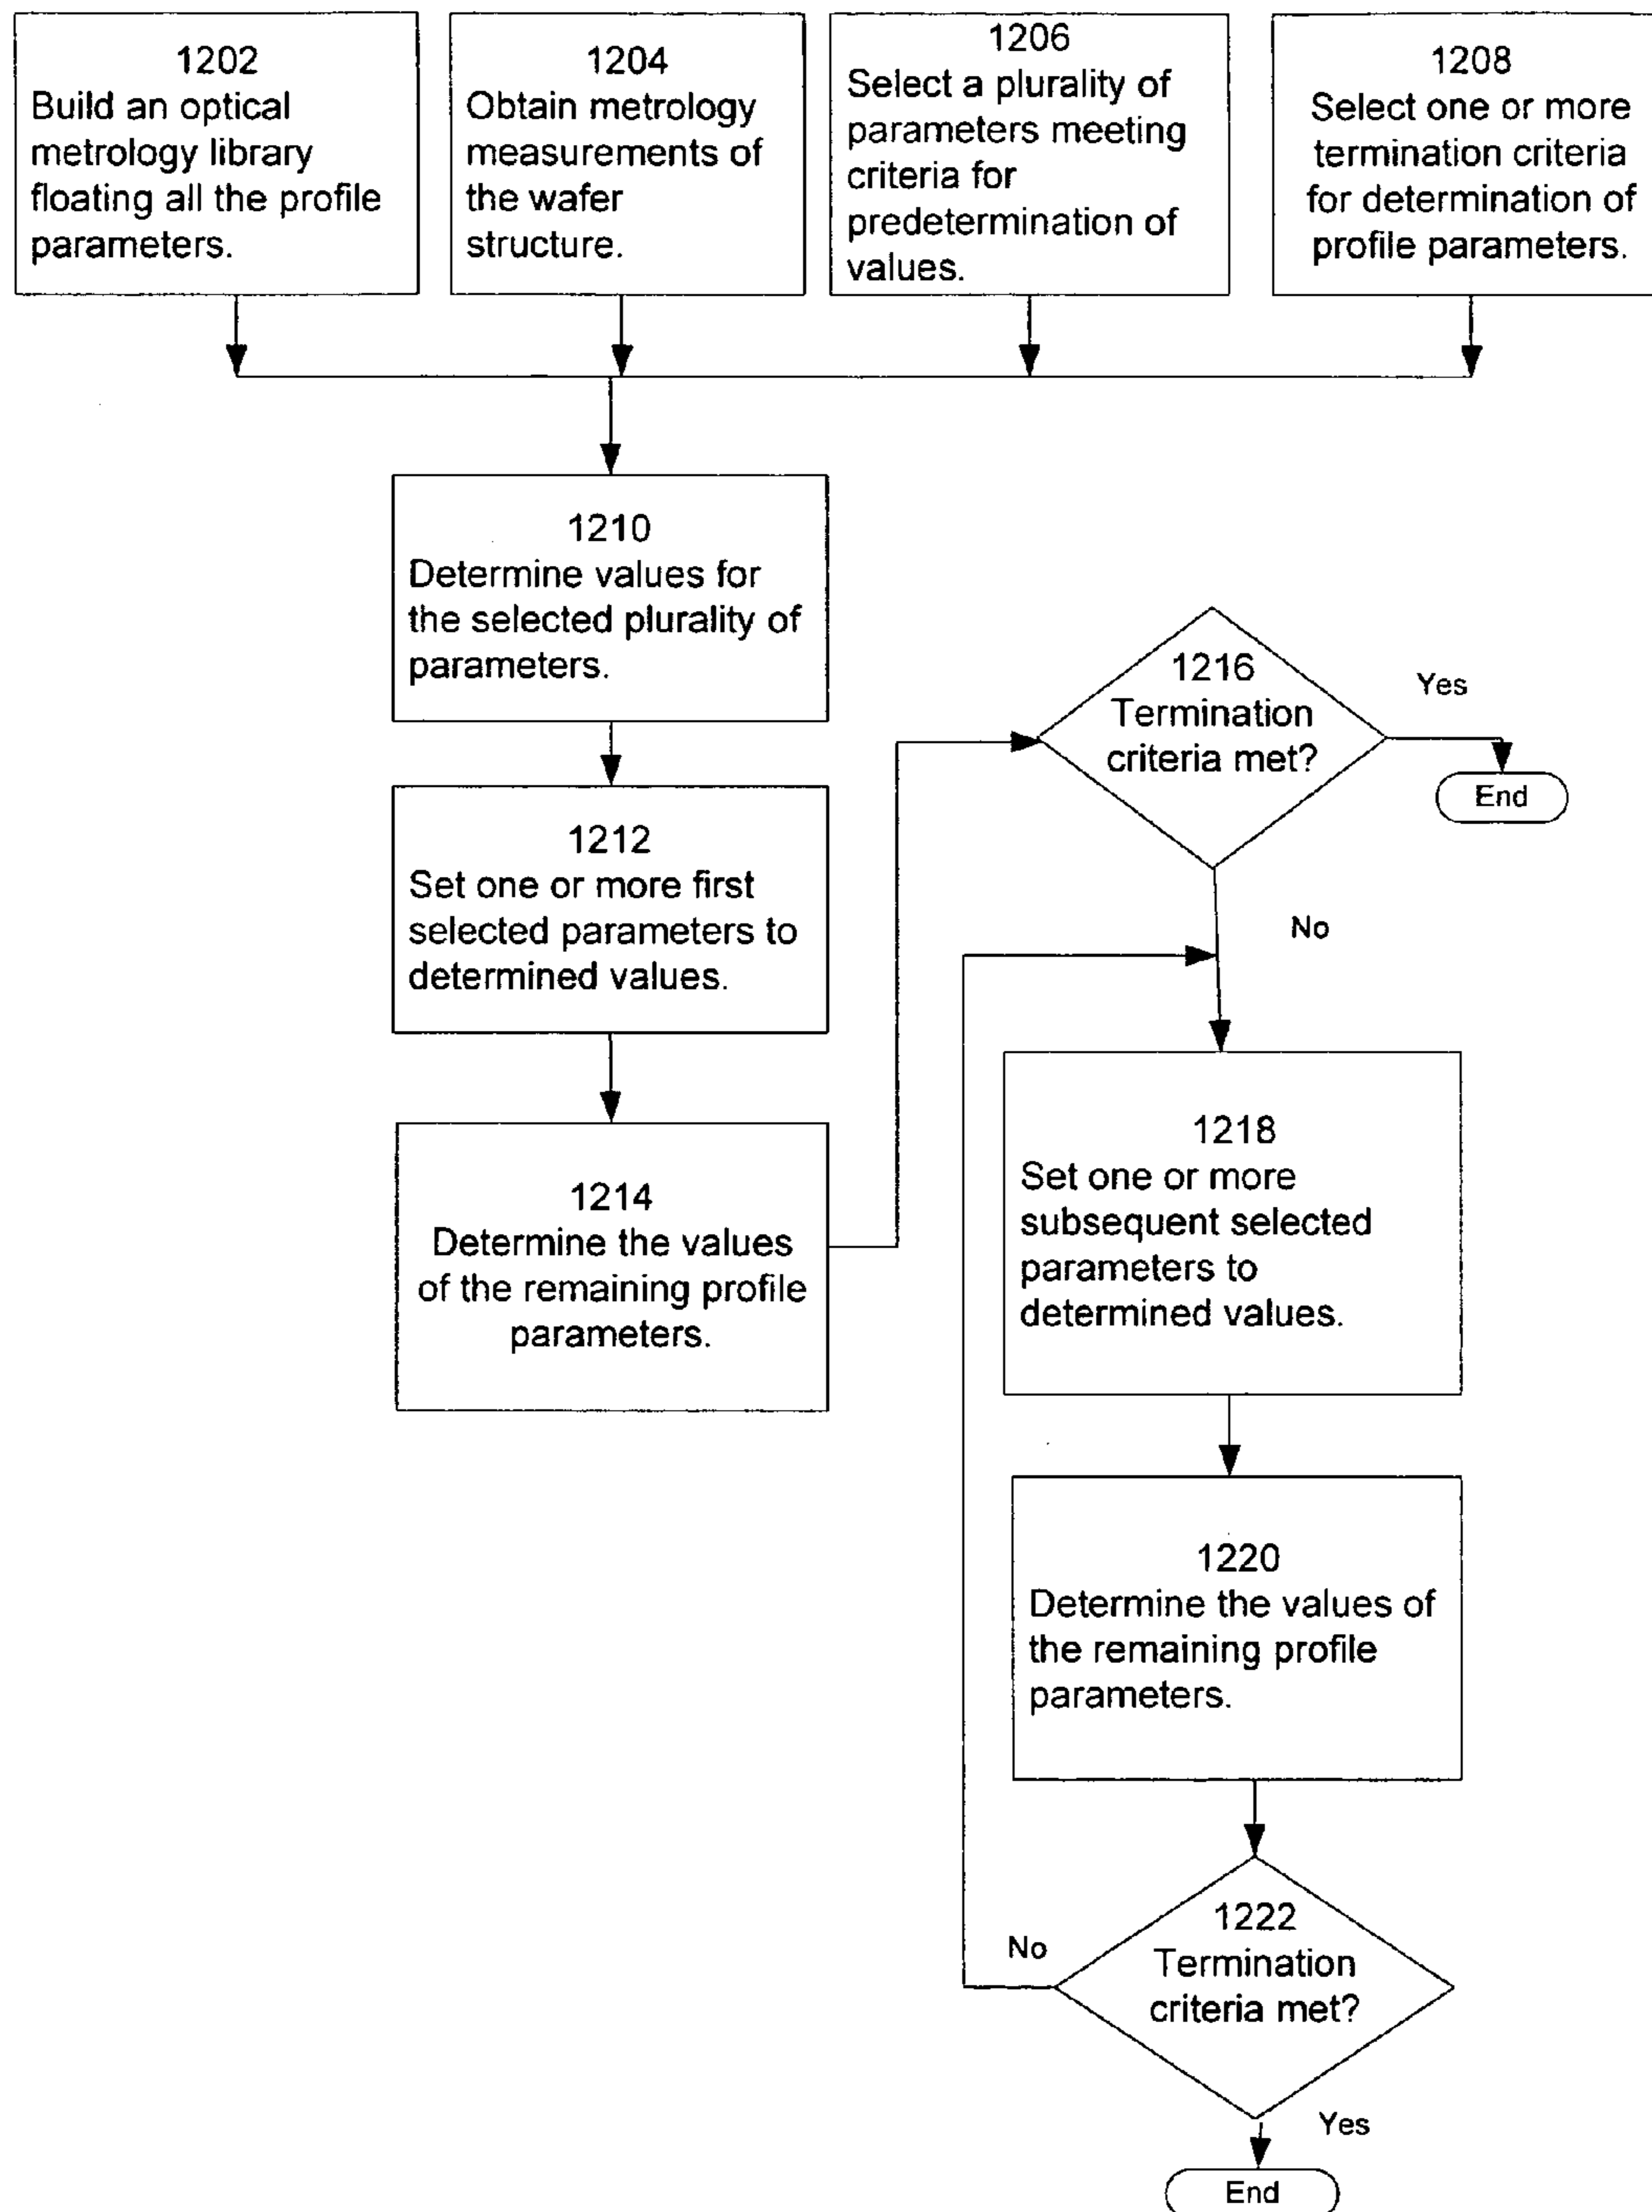 1202
Build an optical
metrology library
floating all the profile
parameters.
1204
Obtain metrology
measurements of
the wafer
structure.
1206
Select a plurality of
parameters meeting
criteria for
predetermination of
values.
1208
Select one or more
termination criteria
for determination of
profile parameters.
1210
Determine values for
the selected plurality of
parameters.
1212
Set one or more first
selected parameters to
determined values.
1214
Determine the values
of the remaining profile
parameters.
1216
Termination
criteria met?
Yes
End
No
1218
Set one or more
subsequent selected
parameters to
determined values.
1220
Determine the values of
the remaining profile
parameters.
1222
Termination
criteria met?
No
Yes
End